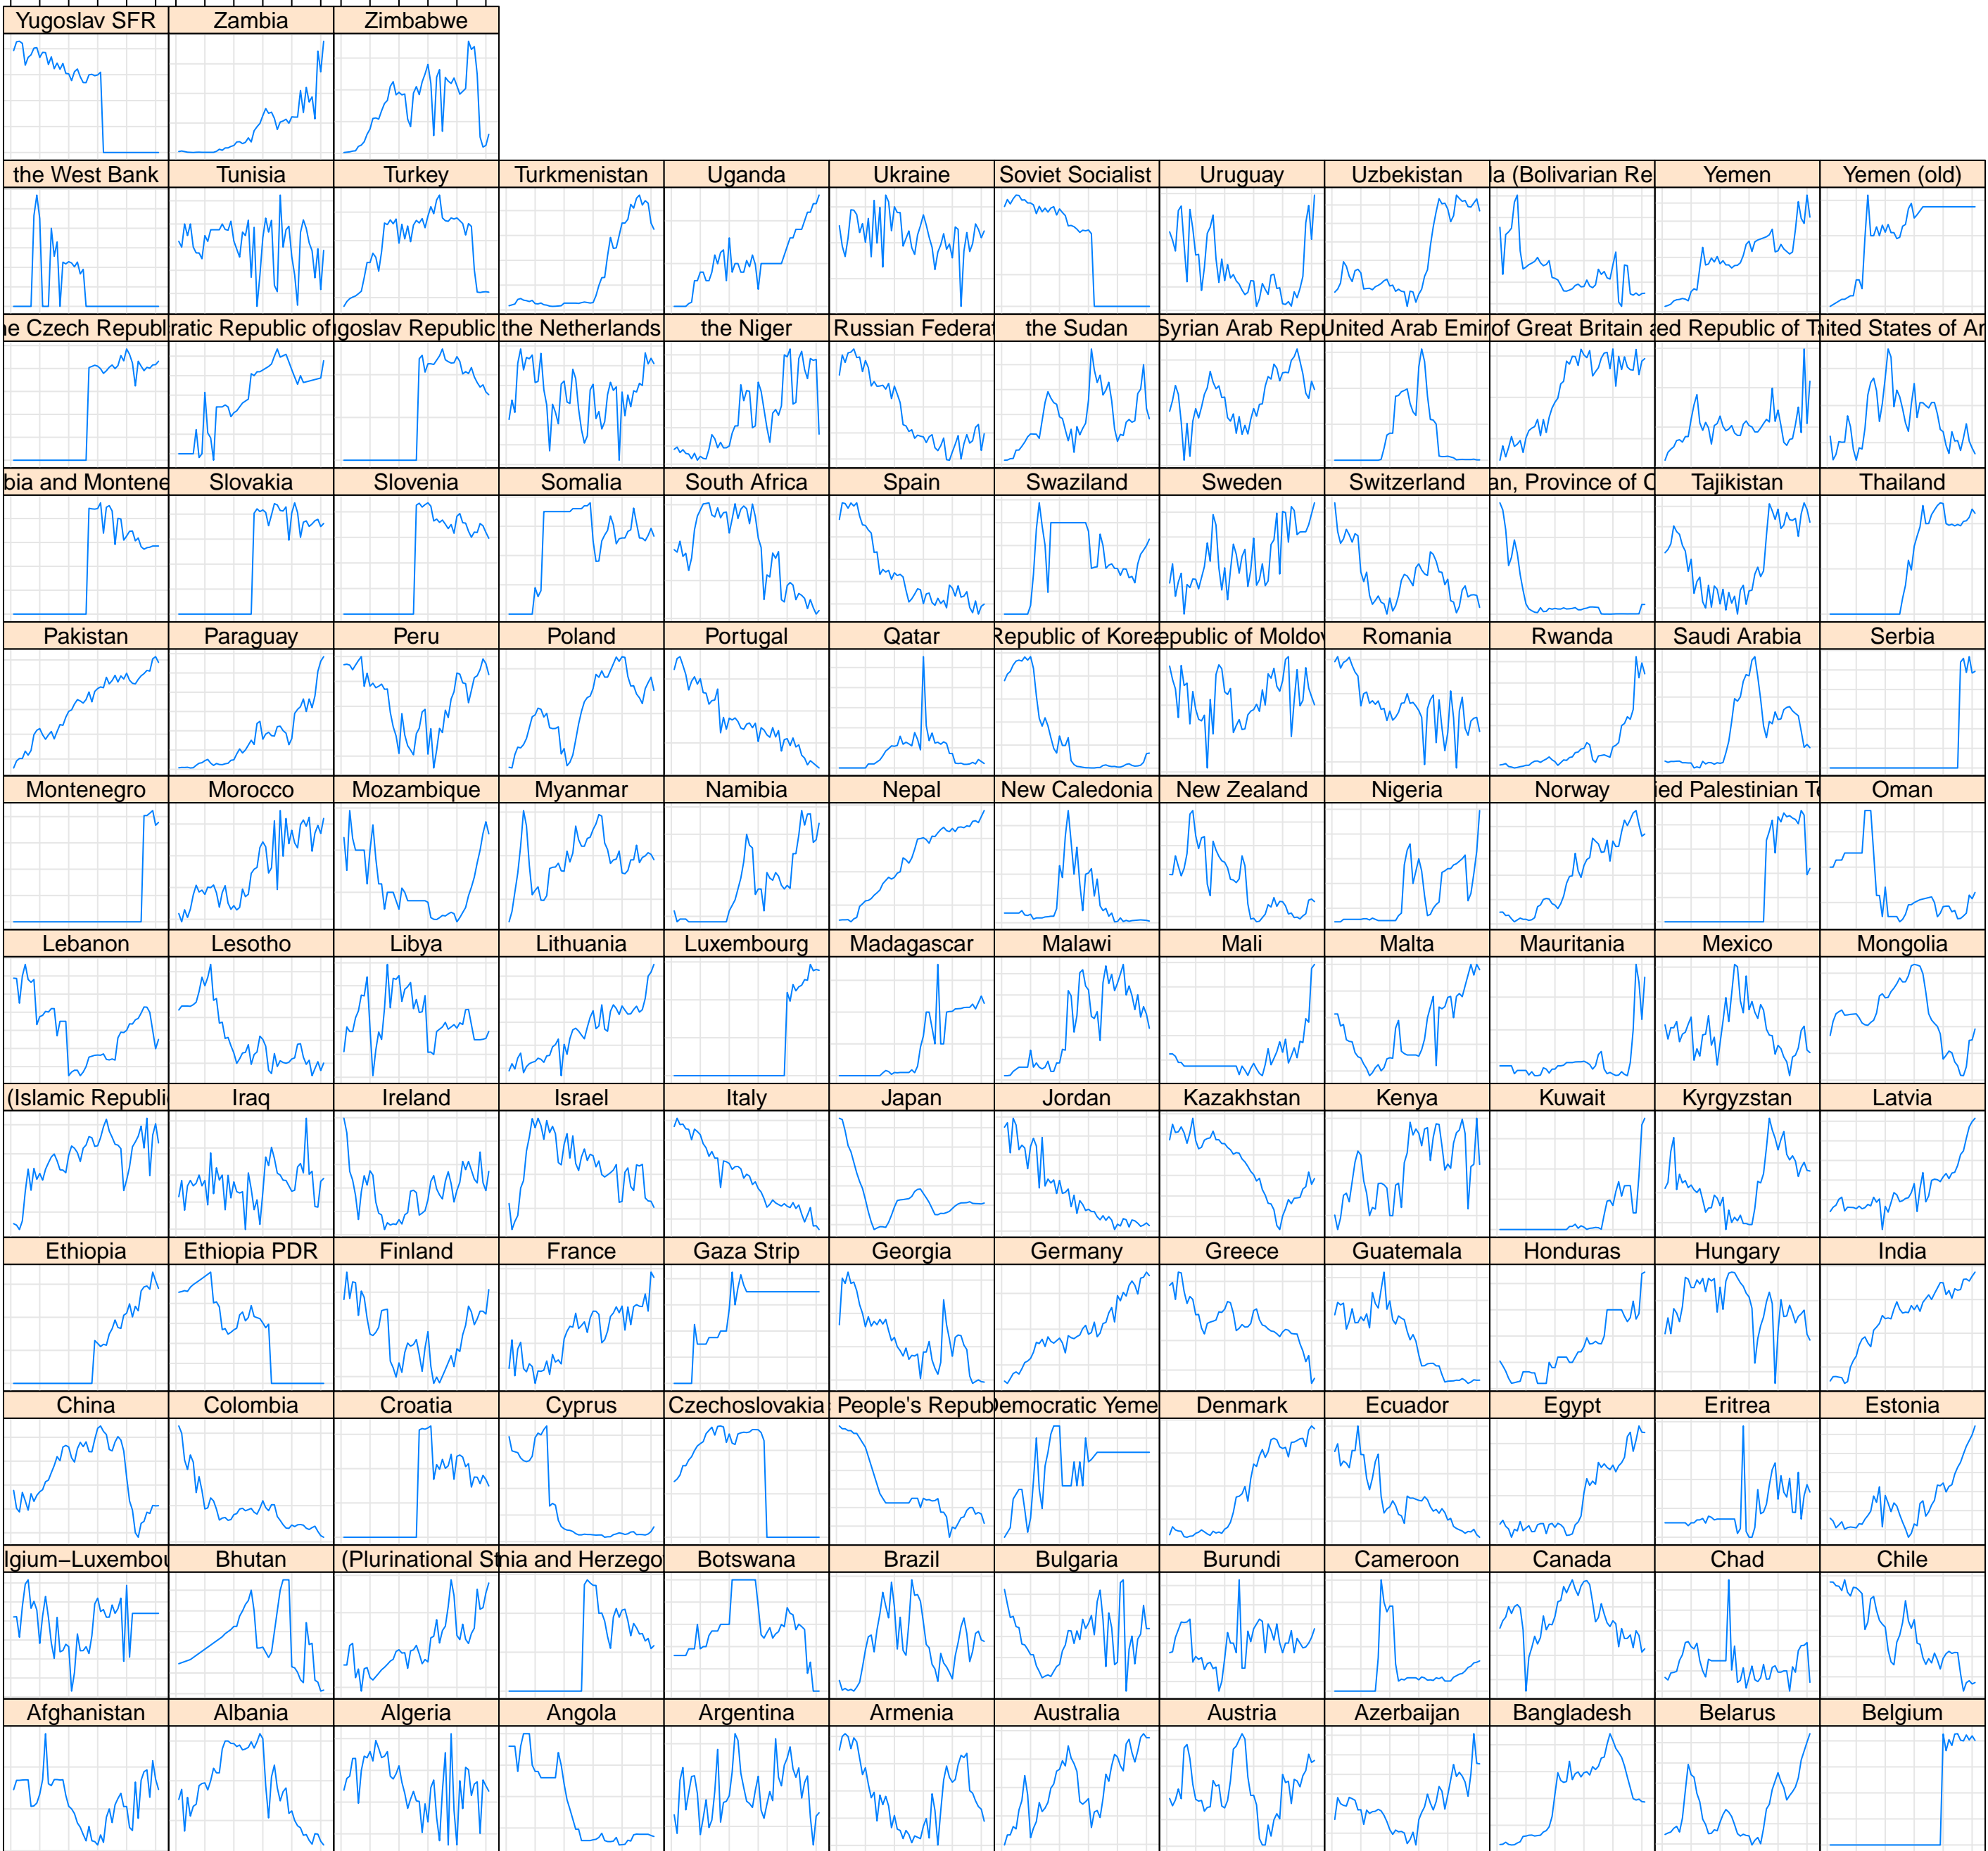 Yugoslav SFR Zambia Zimbabwe
the West Bank Tunisia Turkey Turkmenistan Uganda Ukraine Soviet Socialist Uruguay Uzbekistan la (Bolivarian Re Yemen Yemen (old)
e Czech Republ ratic Republic of goslav Republic the Netherlands the Niger Russian Federat the Sudan Syrian Arab Repu United Arab Emir of Great Britain a ed Republic of T nited States of Am
bia and Montene Slovakia Slovenia Somalia South Africa Spain Swaziland Sweden Switzerland an, Province of C Tajikistan Thailand
Pakistan Paraguay Peru Poland Portugal Qatar Republic of Korea epublic of Moldov Romania Rwanda Saudi Arabia Serbia
Montenegro Morocco Mozambique Myanmar Namibia Nepal New Caledonia New Zealand Nigeria Norway ied Palestinian Te Oman
Lebanon Lesotho Libya Lithuania Luxembourg Madagascar Malawi Mali Malta Mauritania Mexico Mongolia
(Islamic Republi Iraq Ireland Israel Italy Japan Jordan Kazakhstan Kenya Kuwait Kyrgyzstan Latvia
Ethiopia Ethiopia PDR Finland France Gaza Strip Georgia Germany Greece Guatemala Honduras Hungary India
China Colombia Croatia Cyprus Czechoslovakia People's Repub Democratic Yeme Denmark Ecuador Egypt Eritrea Estonia
lgium−Luxembou Bhutan (Plurinational St nia and Herzego Botswana Brazil Bulgaria Burundi Cameroon Canada Chad Chile
Afghanistan Albania Algeria Angola Argentina Armenia Australia Austria Azerbaijan Bangladesh Belarus Belgium